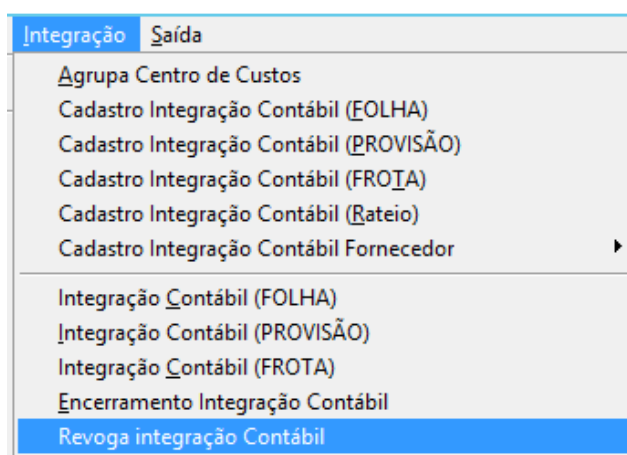 Integração Saída
Agrupa Centro de Custos
Cadastro Integração Contábil (FOLHA)
Cadastro Integração Contábil (PROVISÃO)
Cadastro Integração Contábil (FROTA)
Cadastro Integração Contábil (Rateio)
Cadastro Integração Contábil Fornecedor
Integração Contábil (FOLHA)
Integração Contábil (PROVISÃO)
Integração Contábil (FROTA)
Encerramento Integração Contábil
Revoga integração Contábil